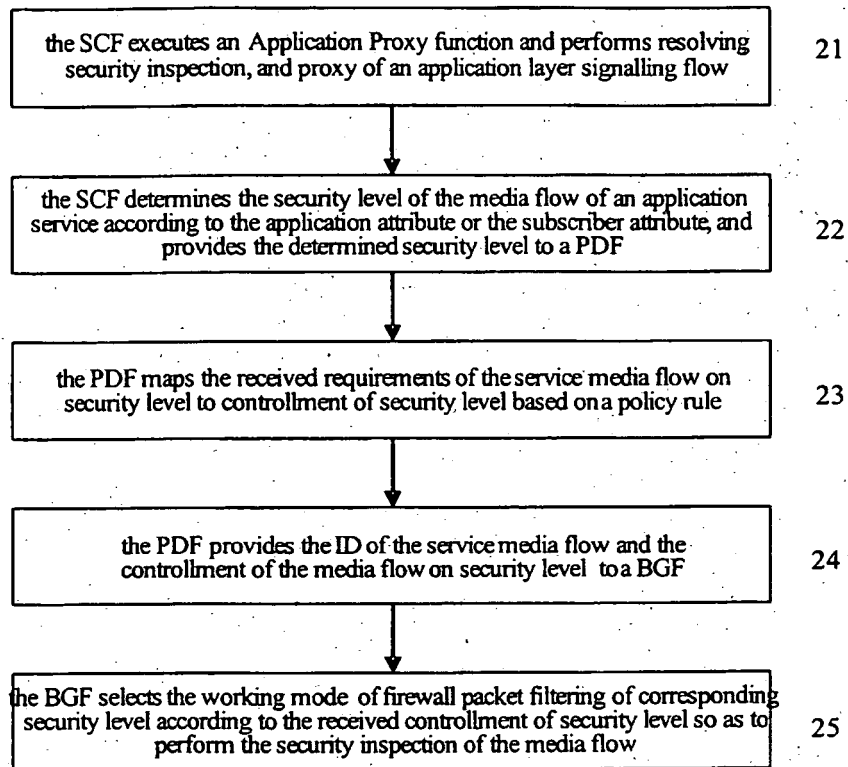 the SCF executes an Application Proxy function and performs resolving
security inspection, and proxy of an application layer signalling flow
21
the SCF determines the security level of the media flow of an application
service according to the application attribute or the subscriber attribute, and
provides the determined security level to a PDF
22
the PDF maps the received requirements of the service media flow on
security level to controllment of security level based on a policy rule
23
the PDF provides the ID of the service media flow and the
controllment of the media flow on security level to a BGF
24
the BGF selects the working mode of firewall packet filtering of corresponding
security level according to the received controllment of security level so as to
perform the security inspection of the media flow
25